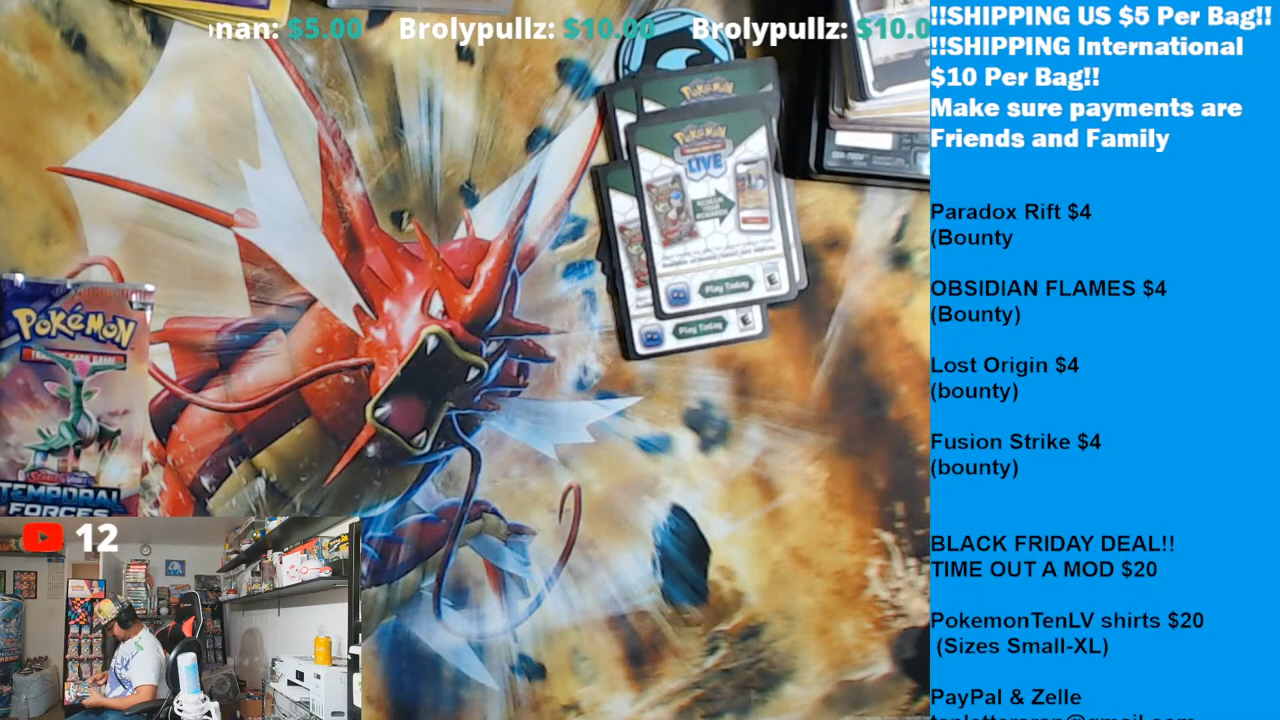 nan: $5.00 Brolypullz: $10.00 Brolypullz: $10.0
!!SHIPPING US $5 Per Bag!!
!!SHIPPING International
$10 Per Bag!!
Make sure payments are
Friends and Family
Paradox Rift $4
(Bounty
OBSIDIAN FLAMES $4
(Bounty)
Lost Origin $4
(bounty)
Fusion Strike $4
(bounty)
BLACK FRIDAY DEAL!!
TIME OUT A MOD $20
PokemonTenLV shirts $20
(Sizes Small-XL)
PayPal & Zelle
POKÉMON
POKÉMON
LIVE
Play Today
Play Today
POKÉMON
TEMPORAL
FORCES
12